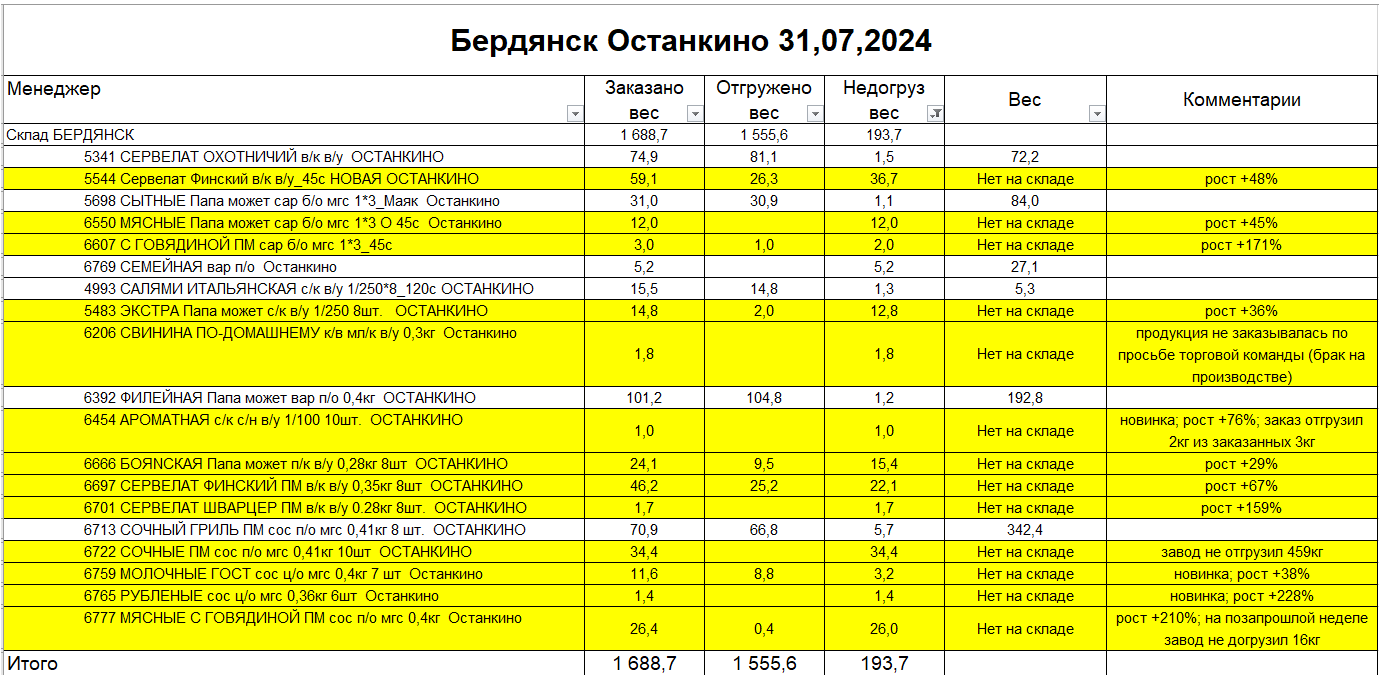 Бердянск Останкино 31,07,2024
Менеджер Заказано вес Отгружено вес Недогруз вес Вес Комментарии
Склад БЕРДЯНСК 1 688,7 1 555,6 193,7
5341 СЕРВЕЛАТ ОХОТНИЧИЙ в/к в/у ОСТАНКИНО 74,9 81,1 1,5 72,2
5544 Сервелат Финский в/к в/у_45с НОВАЯ ОСТАНКИНО 59,1 26,3 36,7 Нет на складе рост +48%
5698 СЫТНЫЕ Папа может сар б/о мгс 1*3_Маяк Останкино 31,0 30,9 1,1 84,0
6550 МЯСНЫЕ Папа может сар б/о мгс 1*3 О 45с Останкино 12,0 12,0 Нет на складе рост +45%
6607 С ГОВЯДИНОЙ ПМ сар б/о мгс 1*3_45с 3,0 1,0 2,0 Нет на складе рост +171%
6769 СЕМЕЙНАЯ вар п/о Останкино 5,2 5,2 27,1
4993 САЛЯМИ ИТАЛЬЯНСКАЯ с/к в/у 1/250*8_120с ОСТАНКИНО 15,5 14,8 1,3 5,3
5483 ЭКСТРА Папа может с/к в/у 1/250 8шт. ОСТАНКИНО 14,8 2,0 12,8 Нет на складе рост +36%
6206 СВИНИНА ПО-ДОМАШНЕМУ к/в мл/к в/у 0,3кг Останкино 1,8 1,8 Нет на складе продукция не заказывалась по
просьбе торговой команды (брак на
производстве)
6392 ФИЛЕЙНАЯ Папа может вар п/о 0,4кг ОСТАНКИНО 101,2 104,8 1,2 192,8
6454 АРОМАТНАЯ с/к с/н в/у 1/100 10шт. ОСТАНКИНО 1,0 1,0 Нет на складе новинка; рост +76%; заказ отгрузил
2кг из заказанных 3кг
6666 БОЯNСКАЯ Папа может п/к в/у 0,28кг 8шт ОСТАНКИНО 24,1 9,5 15,4 Нет на складе рост +29%
6697 СЕРВЕЛАТ ФИНСКИЙ ПМ в/к в/у 0,35кг 8шт ОСТАНКИНО 46,2 25,2 22,1 Нет на складе рост +67%
6701 СЕРВЕЛАТ ШВАРЦЕР ПМ в/к в/у 0.28кг 8шт. ОСТАНКИНО 1,7 1,7 Нет на складе рост +159%
6713 СОЧНЫЙ ГРИЛЬ ПМ сос п/о мгс 0,41кг 8 шт. ОСТАНКИНО 70,9 66,8 5,7 342,4
6722 СОЧНЫЕ ПМ сос п/о мгс 0,41кг 10шт ОСТАНКИНО 34,4 34,4 Нет на складе завод не отгрузил 459кг
6759 МОЛОЧНЫЕ ГОСТ сос ц/о мгс 0,4кг 7 шт Останкино 11,6 8,8 3,2 Нет на складе новинка; рост +38%
6765 РУБЛЕНЫЕ сос ц/о мгс 0,36кг 6шт Останкино 1,4 1,4 Нет на складе новинка; рост +228%
6777 МЯСНЫЕ С ГОВЯДИНОЙ ПМ сос п/о мгс 0,4кг Останкино 26,4 0,4 26,0 Нет на складе рост +210%; на позапрошлой неделе
завод не догрузил 16кг
Итого 1 688,7 1 555,6 193,7